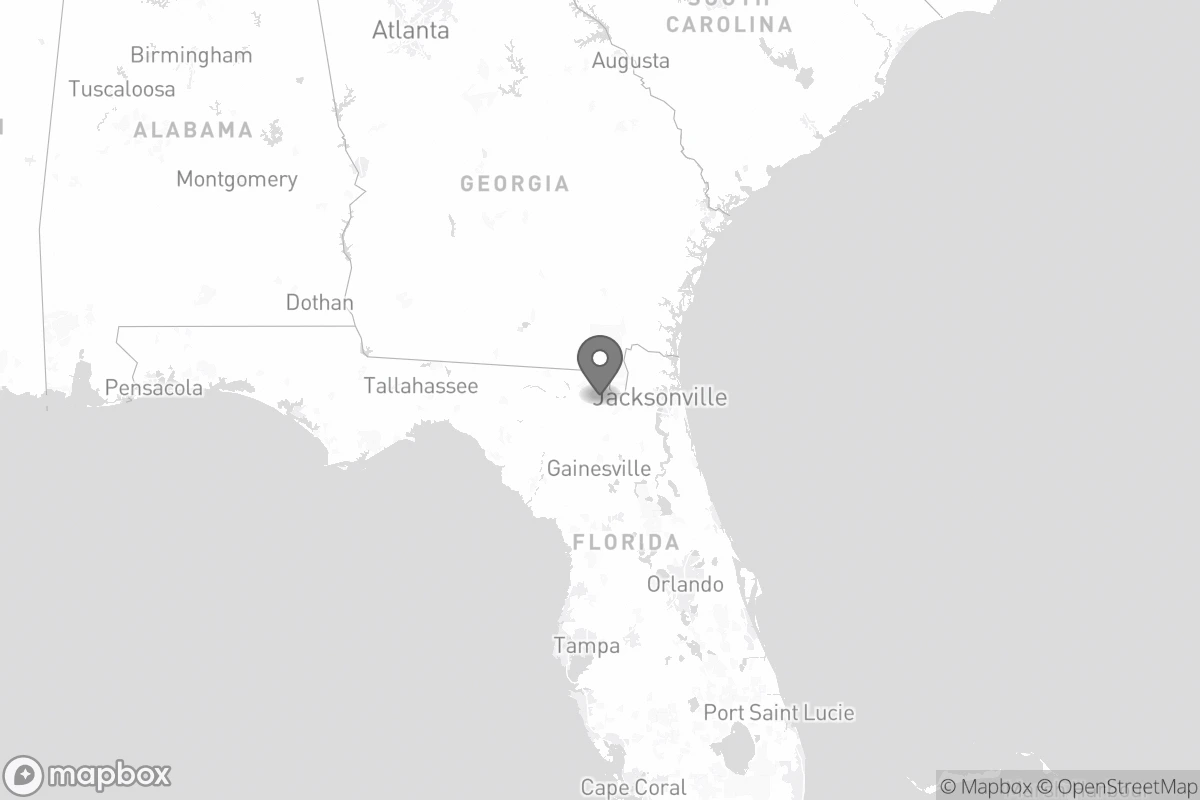 SOUTH
CAROLINA
Atlanta
Birmingham
Augusta
Tuscaloosa
ALABAMA
Montgomery
GEORGIA
Dothan
Pensacola
Tallahassee
Jacksonville
Gainesville
FLORIDA
Orlando
Tampa
Port Saint Lucie
Cape Coral
mapbox
© Mapbox © OpenStreetMap